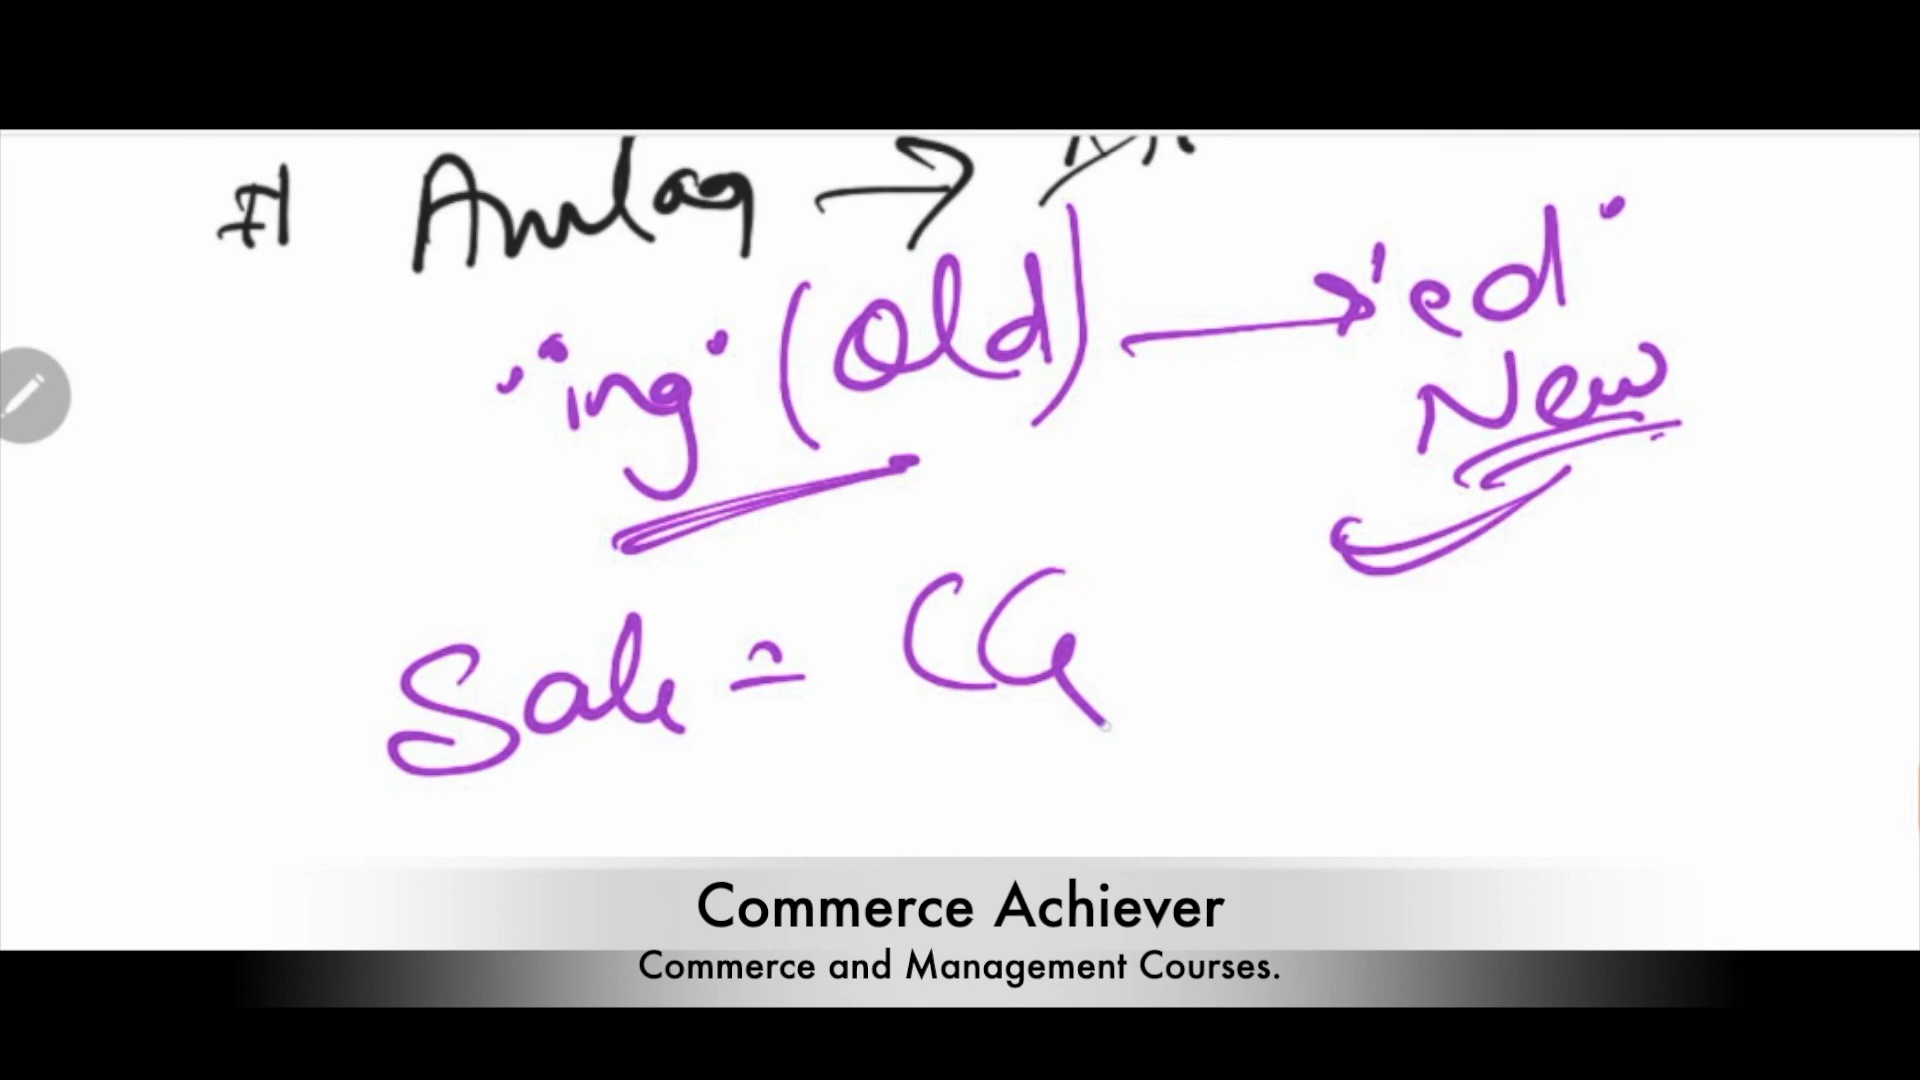 # Amlag →
"ing" (Old) → 'ed'
New
Sale = CG
Commerce Achiever
Commerce and Management Courses.